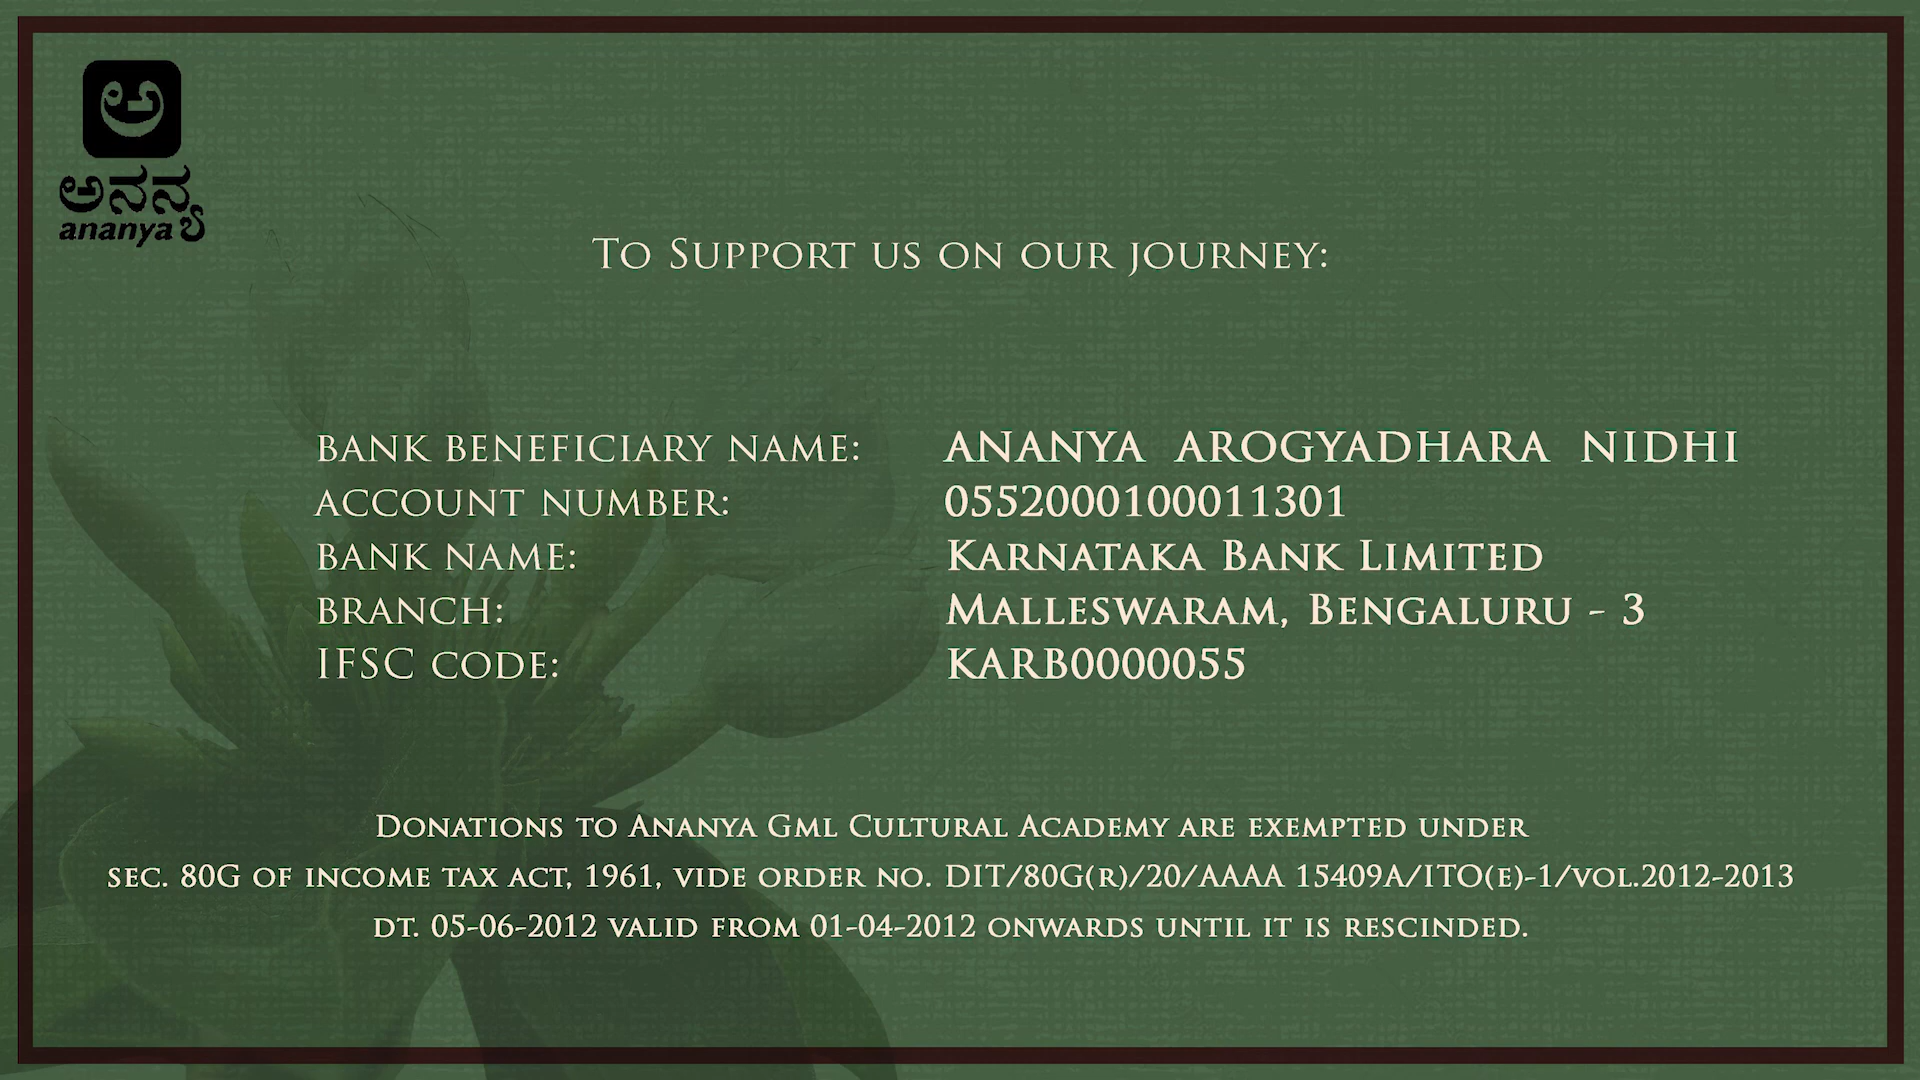 ಅ
ಅನನ್ಯ
ananya
To Support us on our journey:
BANK BENEFICIARY NAME: ANANYA AROGYADHARA NIDHI
ACCOUNT NUMBER: 0552000100011301
BANK NAME: Karnataka Bank Limited
BRANCH: Malleswaram, Bengaluru - 3
IFSC CODE: KARB0000055
Donations to Ananya Gml Cultural Academy are exempted under
sec. 80G of income tax act, 1961, vide order no. DIT/80G(r)/20/AAAA 15409A/ITO(e)-1/vol.2012-2013
dt. 05-06-2012 valid from 01-04-2012 onwards until it is rescinded.